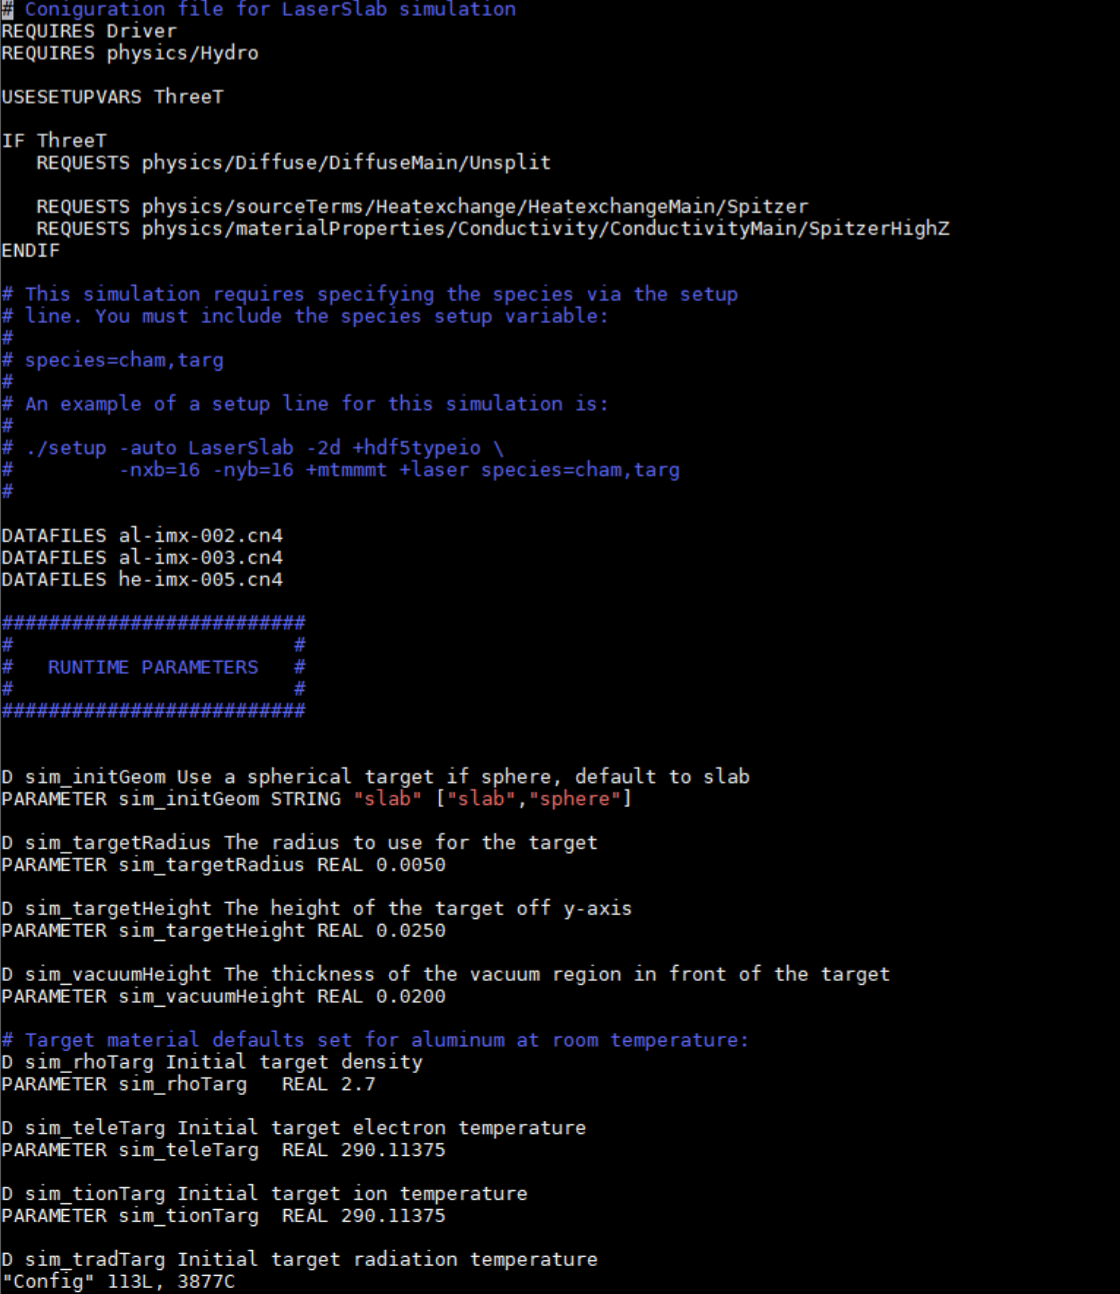 # Coniguration file for LaserSlab simulation
REQUIRES Driver
REQUIRES physics/Hydro
USESETUPVARS ThreeT
IF ThreeT
   REQUESTS physics/Diffuse/DiffuseMain/Unsplit
   REQUESTS physics/sourceTerms/Heatexchange/HeatexchangeMain/Spitzer
   REQUESTS physics/materialProperties/Conductivity/ConductivityMain/SpitzerHighZ
ENDIF
# This simulation requires specifying the species via the setup
# line. You must include the species setup variable:
#
# species=cham,targ
#
# An example of a setup line for this simulation is:
#
# ./setup -auto LaserSlab -2d +hdf5typeio \
#         -nxb=16 -nyb=16 +mtmmmt +laser species=cham,targ
#
DATAFILES al-imx-002.cn4
DATAFILES al-imx-003.cn4
DATAFILES he-imx-005.cn4
##########################
#                        #
#   RUNTIME PARAMETERS   #
#                        #
##########################
D sim_initGeom Use a spherical target if sphere, default to slab
PARAMETER sim_initGeom STRING "slab" ["slab","sphere"]
D sim_targetRadius The radius to use for the target
PARAMETER sim_targetRadius REAL 0.0050
D sim_targetHeight The height of the target off y-axis
PARAMETER sim_targetHeight REAL 0.0250
D sim_vacuumHeight The thickness of the vacuum region in front of the target
PARAMETER sim_vacuumHeight REAL 0.0200
# Target material defaults set for aluminum at room temperature:
D sim_rhoTarg Initial target density
PARAMETER sim_rhoTarg   REAL 2.7
D sim_teleTarg Initial target electron temperature
PARAMETER sim_teleTarg  REAL 290.11375
D sim_tionTarg Initial target ion temperature
PARAMETER sim_tionTarg  REAL 290.11375
D sim_tradTarg Initial target radiation temperature
"Config" 113L, 3877C